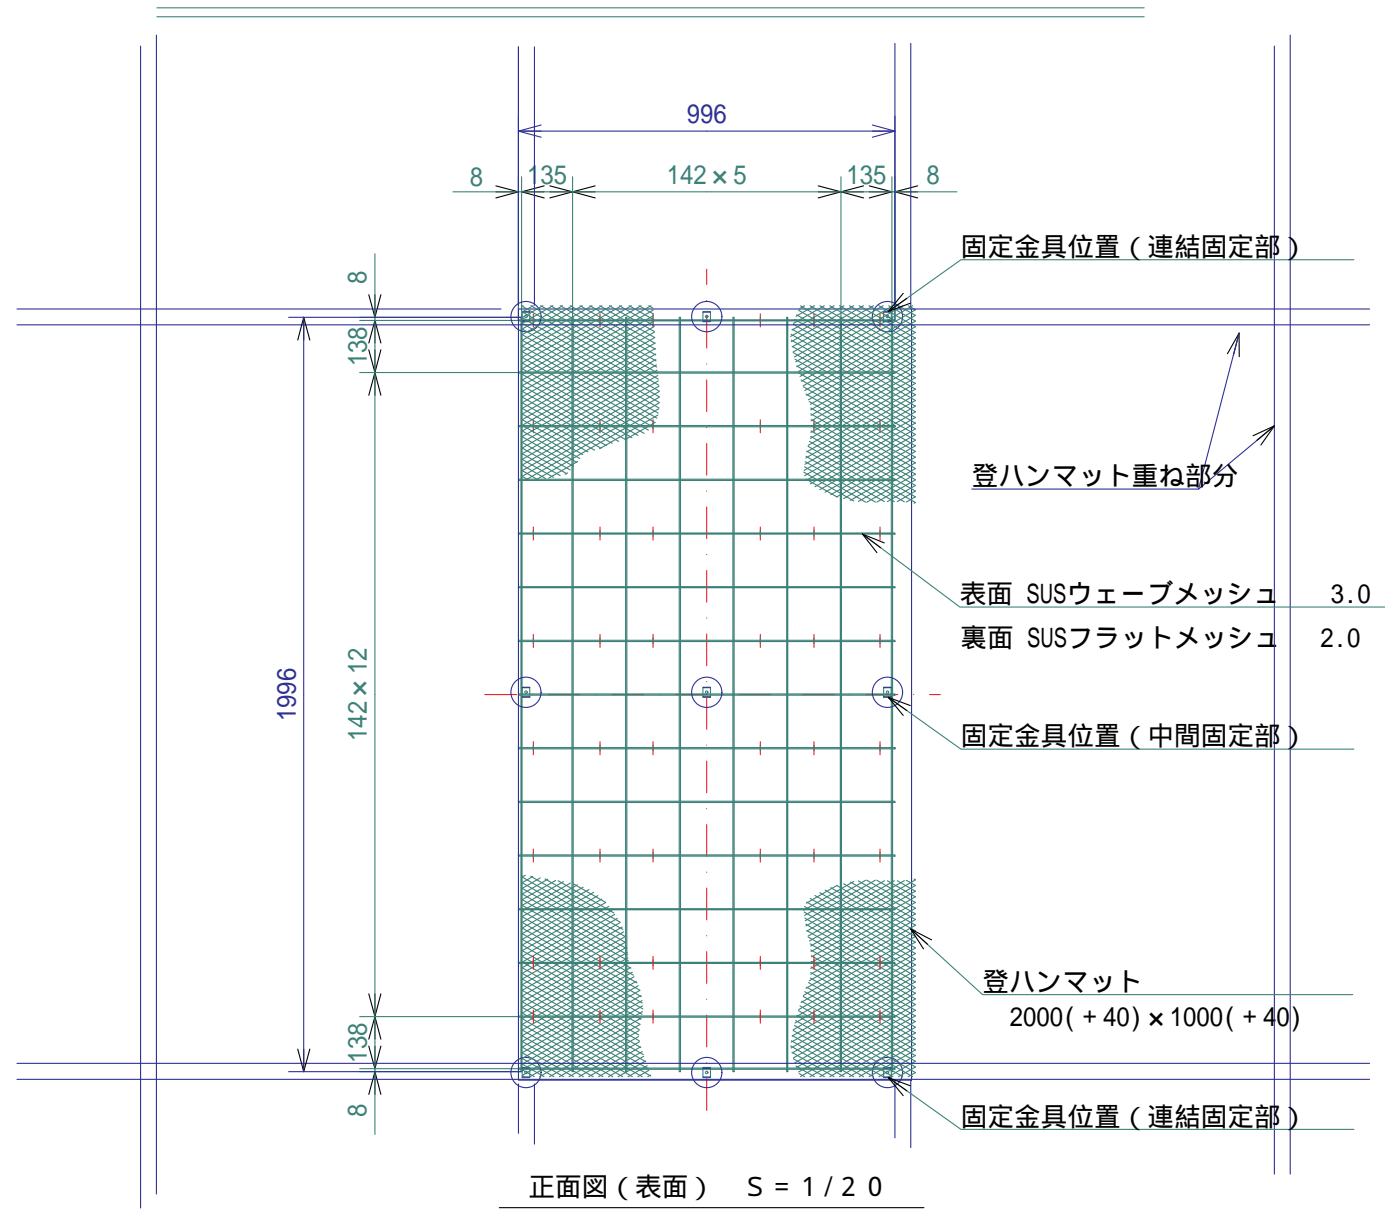 996
8 135 142×5 135 8
固定金具位置（連結固定部）
8
138
登ハンマット重ね部分
表面 SUSウェーブメッシュ 3.0
裏面 SUSフラットメッシュ 2.0
1996
142×12
固定金具位置（中間固定部）
登ハンマット
2000(+40)×1000(+40)
138
8
固定金具位置（連結固定部）
正面図（表面） S=1/20